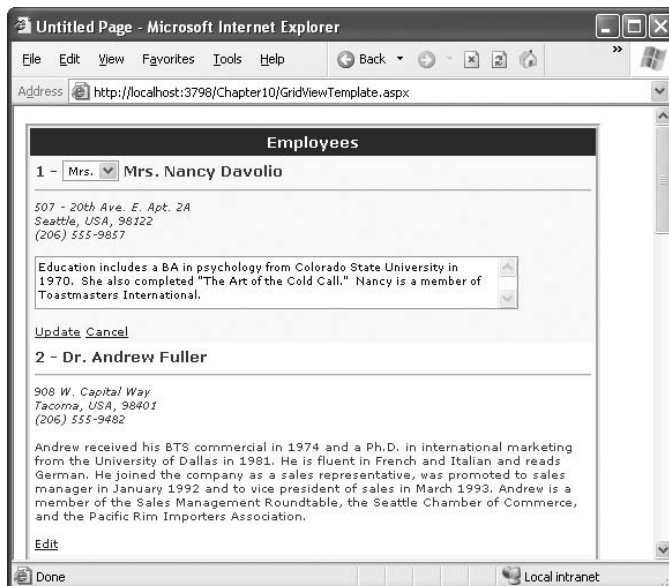 Untitled Page - Microsoft Internet Explorer
File Edit View Favorites Tools Help Back »
Address http://localhost:3798/Chapter10/GridViewTemplate.aspx
Employees
1 - Mrs. Mrs. Nancy Davolio
507 - 20th Ave. E. Apt. 2A
Seattle, USA, 98122
(206) 555-9857
Education includes a BA in psychology from Colorado State University in
1970. She also completed "The Art of the Cold Call." Nancy is a member of
Toastmasters International.
Update Cancel
2 - Dr. Andrew Fuller
908 W. Capital Way
Tacoma, USA, 98401
(206) 555-9482
Andrew received his BTS commercial in 1974 and a Ph.D. in international marketing
from the University of Dallas in 1981. He is fluent in French and Italian and reads
German. He joined the company as a sales representative, was promoted to sales
manager in January 1992 and to vice president of sales in March 1993. Andrew is a
member of the Sales Management Roundtable, the Seattle Chamber of Commerce,
and the Pacific Rim Importers Association.
Edit
Done Local intranet